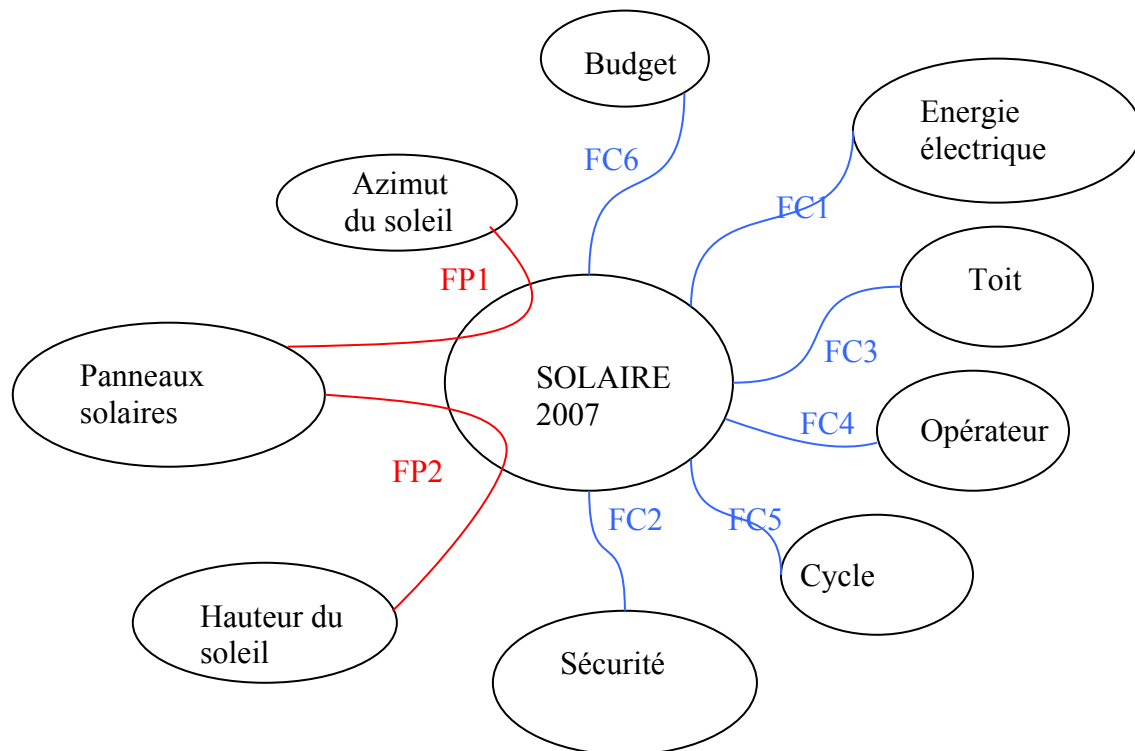 Budget
Energie
électrique
FC6
Azimut
du soleil
FC1
FP1
Toit
FC3
Panneaux
solaires
SOLAIRE
2007
FC4
Opérateur
FP2
FC2
FC5
Cycle
Hauteur du
soleil
Sécurité